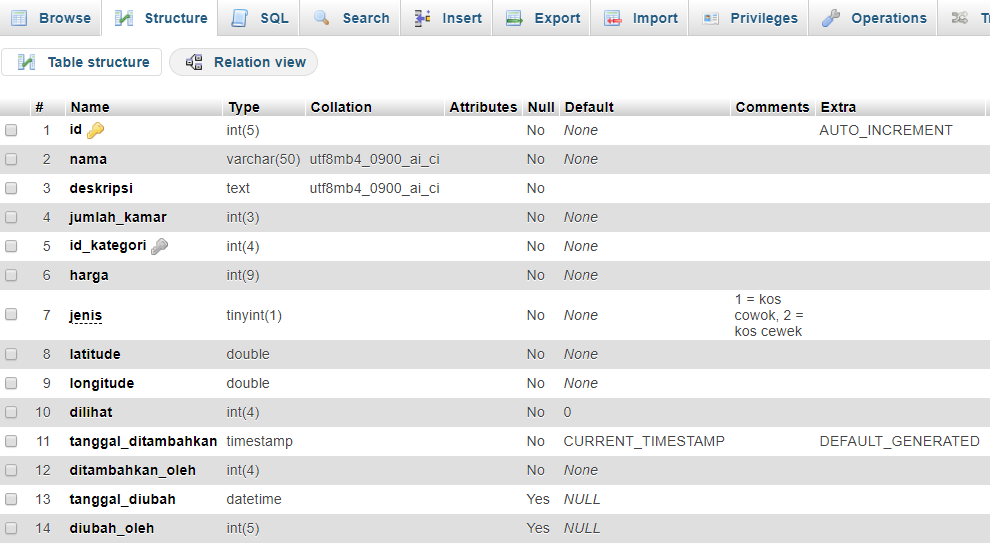 Browse Structure SQL Search Insert Export Import Privileges Operations
Table structure Relation view
# Name Type Collation Attributes Null Default Comments Extra
1 id int(5) No None AUTO_INCREMENT
2 nama varchar(50) utf8mb4_0900_ai_ci No None
3 deskripsi text utf8mb4_0900_ai_ci No
4 jumlah_kamar int(3) No None
5 id_kategori int(4) No None
6 harga int(9) No None
7 jenis tinyint(1) No None 1 = kos
cowok, 2 =
kos cewek
8 latitude double No None
9 longitude double No None
10 dilihat int(4) No 0
11 tanggal_ditambahkan timestamp No CURRENT_TIMESTAMP DEFAULT_GENERATED
12 ditambahkan_oleh int(4) No None
13 tanggal_diubah datetime Yes NULL
14 diubah_oleh int(5) Yes NULL